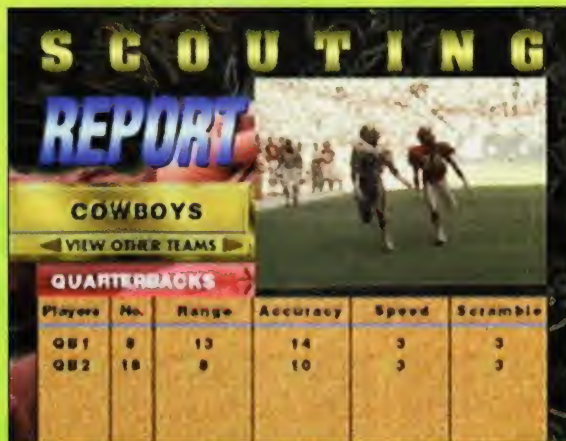 SCOUTING
REPORT
COWBOYS
VIEW OTHER TEAMS
QUARTERBACKS
Players No. Range Accuracy Speed Scramble
QB1 8 13 14 3 3
QB2 18 8 10 3 3